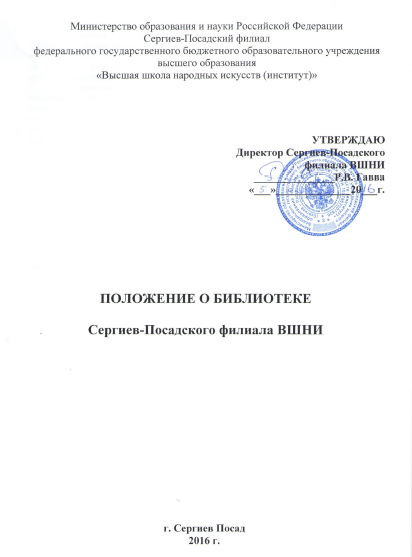 Министерство образования и науки Российской Федерации
Сергиев-Посадский филиал
федерального государственного бюджетного образовательного учреждения
высшего образования
«Высшая школа народных искусств (институт)»
УТВЕРЖДАЮ
Директор Сергиев-Посадского
филиала ВШНИ
Р.В. Гавва
« 5 » 2016 г.
ПОЛОЖЕНИЕ О БИБЛИОТЕКЕ
Сергиев-Посадского филиала ВШНИ
г. Сергиев Посад
2016 г.